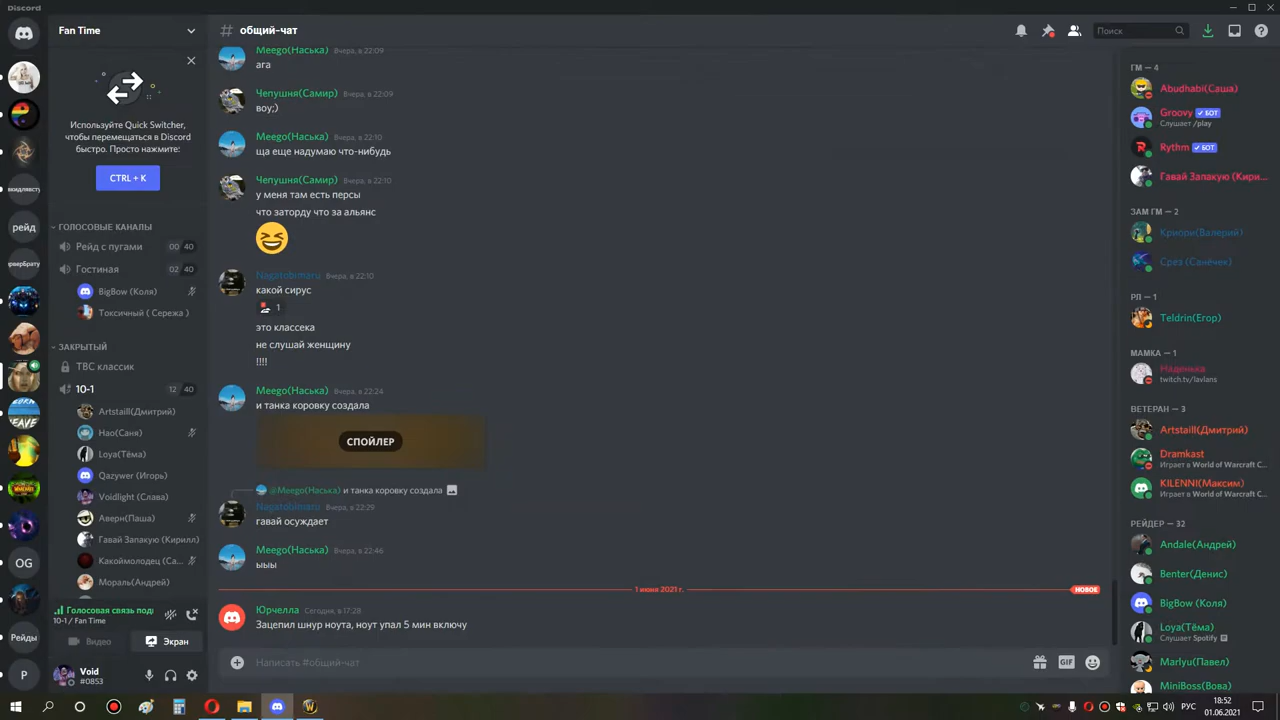 Discord
Fan Time
Используйте Quick Switcher,
чтобы перемещаться в Discord
быстро. Просто нажмите:
CTRL + K
ГОЛОСОВЫЕ КАНАЛЫ
Рейд с пугами 00 40
Гостиная 02 40
BigBow (Коля)
Токсичный ( Сережа )
ЗАКРЫТЫЙ
TBC классик
10-1 12 40
Artstaill(Дмитрий)
Нао(Саня)
Loya(Тёма)
Qazywer (Игорь)
Voidlight (Слава)
Аверн(Паша)
Гавай Запакую (Кирилл)
Какоймолодец (Са...
Мораль(Андрей)
Голосовая связь под
10-1 / Fan Time
Видео
Экран
Void
#0853
рейд
OG
Рейды
P
# общий-чат
Поиск
Meego(Наська) Вчера, в 22:09
ага
Чепушня(Самир) Вчера, в 22:09
воу;)
Meego(Наська) Вчера, в 22:10
ща еще надумаю что-нибудь
Чепушня(Самир) Вчера, в 22:10
у меня там есть персы
что заторду что за альянс
Nagatobimaru Вчера, в 22:10
какой сирус
1
это классека
не слушай женщину
!!!!
Meego(Наська) Вчера, в 22:24
и танка коровку создала
СПОЙЛЕР
@Meego(Наська) и танка коровку создала
Nagatobimaru Вчера, в 22:29
гавай осуждает
Meego(Наська) Вчера, в 22:46
ыыы
1 июня 2021 г.
НОВОЕ
Юрчелла Сегодня, в 17:28
Зацепил шнур ноута, ноут упал 5 мин включу
Написать #общий-чат
GIF
ГМ — 4
Abudhabi(Саша)
Groovy БОТ
Слушает /play
Rythm БОТ
Гавай Запакую (Кири...
ЗАМ ГМ — 2
Криори(Валерий)
Срез (Санечек)
РЛ — 1
Teldrin(Егор)
МАМКА — 1
Наденька
twitch.tv/lavlans
ВЕТЕРАН — 3
Artstaill(Дмитрий)
Dramkast
Играет в World of Warcraft C...
KILENNI(Максим)
Играет в World of Warcraft C...
РЕЙДЕР — 32
Andale(Андрей)
Benter(Денис)
BigBow (Коля)
Loya(Тёма)
Слушает Spotify
Marlyu(Павел)
MiniBoss(Вова)
РУС
18:52
01.06.2021